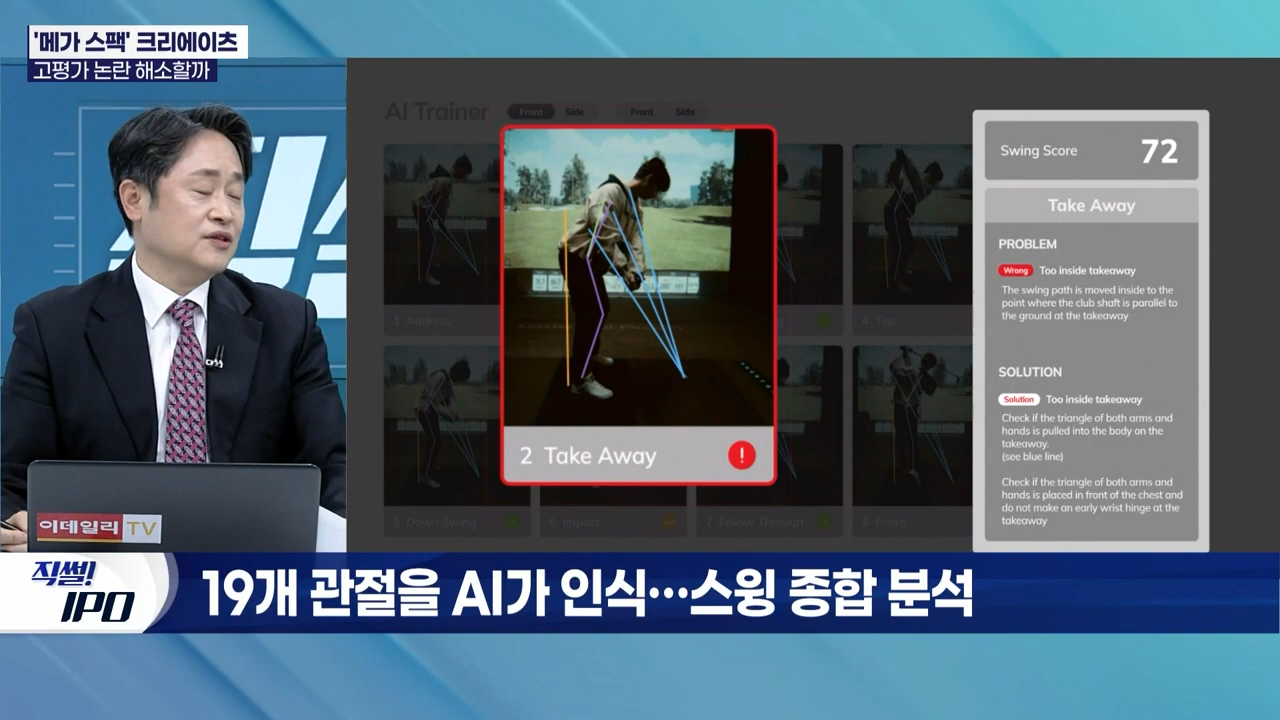 '메가 스팩' 크리에이츠
고평가 논란 해소할까
AI Trainer
Front Side
Front Side
1 Address
4 Top
2 Take Away
!
5 Down Swing
6 Impact
7 Follow Through
8 Finish
Swing Score
72
Take Away
PROBLEM
Wrong Too inside takeaway
The swing path is moved inside to the
point where the club shaft is parallel to
the ground at the takeaway
SOLUTION
Solution Too inside takeaway
Check if the triangle of both arms and
hands is pulled into the body on the
takeaway.
(see blue line)
Check if the triangle of both arms and
hands is placed in front of the chest and
do not make an early wrist hinge at the
takeaway
이데일리 TV
직썰!
IPO
19개 관절을 AI가 인식…스윙 종합 분석